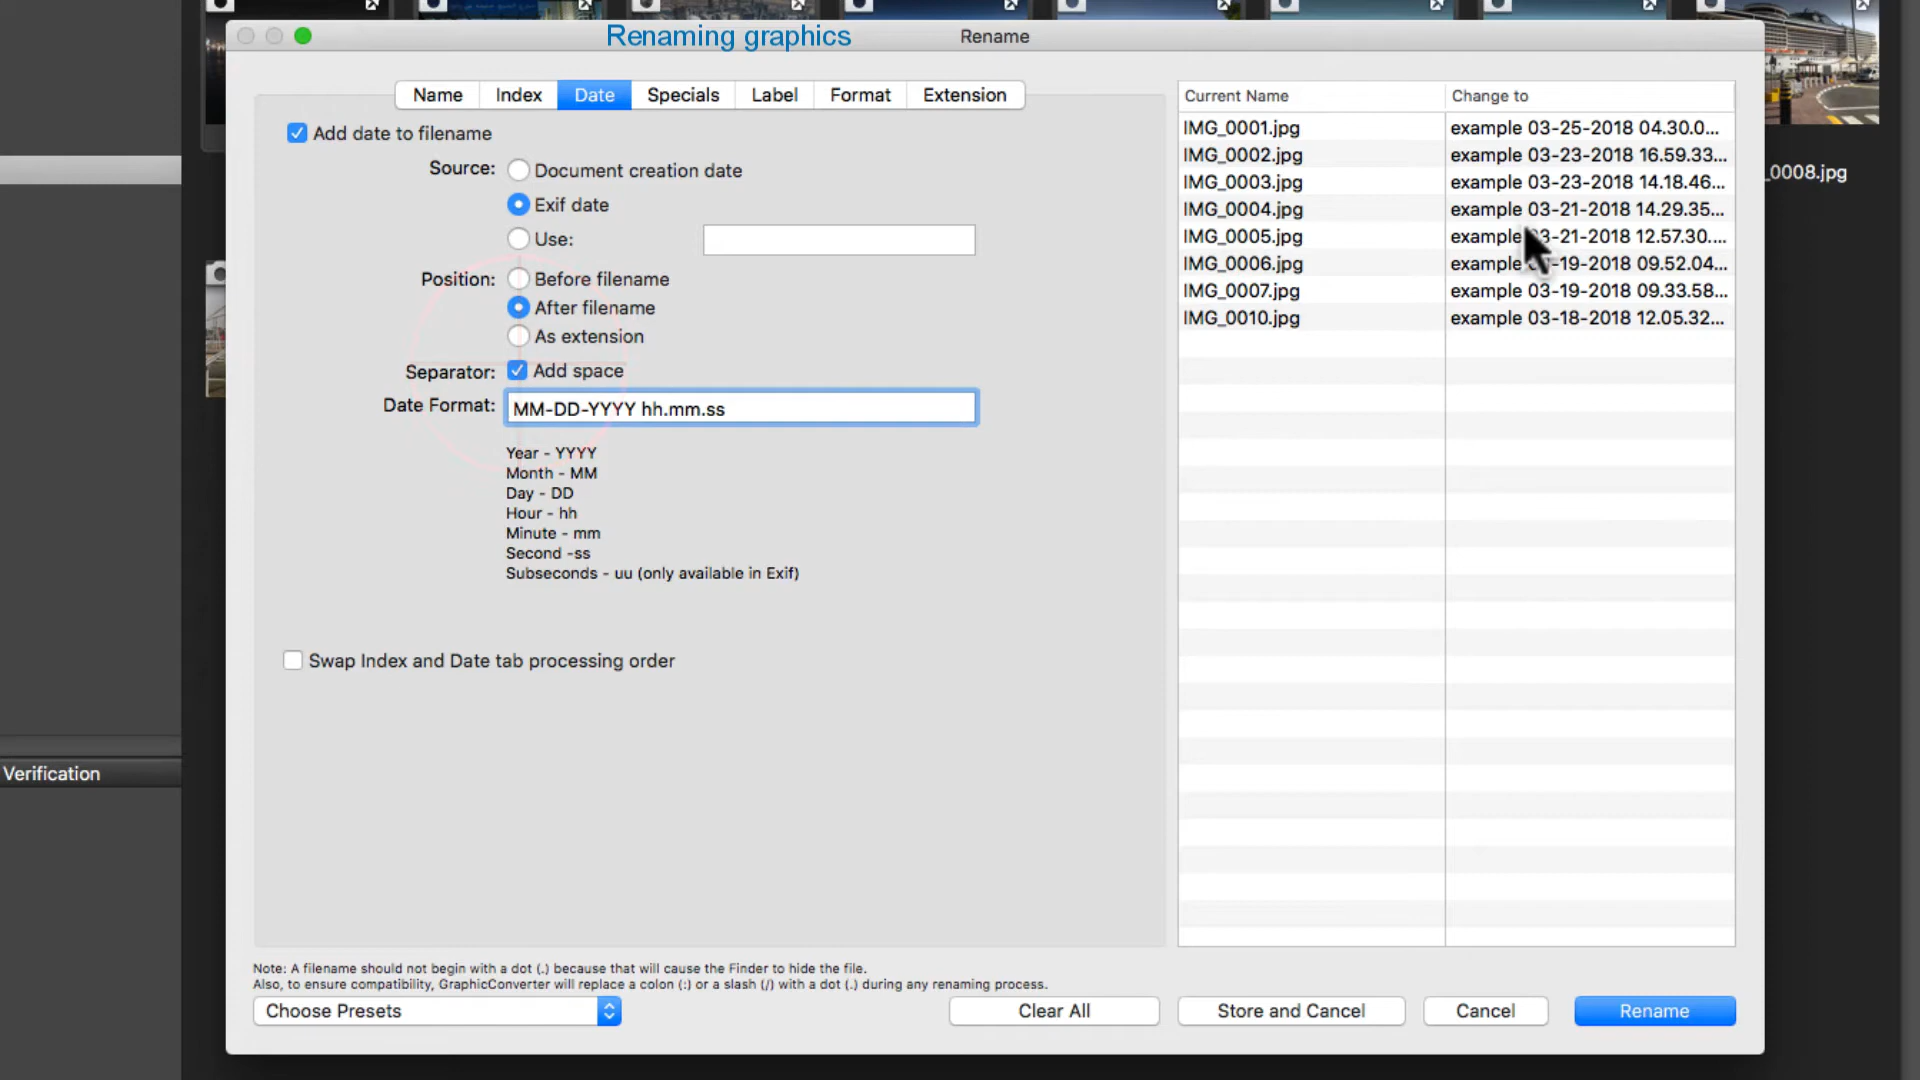 Renaming graphics
Rename
Name Index Date Specials Label Format Extension
Add date to filename
Source:
Document creation date
Exif date
Use:
Position:
Before filename
After filename
As extension
Separator:
Add space
Date Format:
MM-DD-YYYY hh.mm.ss
Year - YYYY
Month - MM
Day - DD
Hour - hh
Minute - mm
Second -ss
Subseconds - uu (only available in Exif)
Swap Index and Date tab processing order
Current Name Change to
IMG_0001.jpg example 03-25-2018 04.30.0...
IMG_0002.jpg example 03-23-2018 16.59.33...
IMG_0003.jpg example 03-23-2018 14.18.46...
IMG_0004.jpg example 03-21-2018 14.29.35...
IMG_0005.jpg example 3-21-2018 12.57.30....
IMG_0006.jpg example -19-2018 09.52.04...
IMG_0007.jpg example 03-19-2018 09.33.58...
IMG_0010.jpg example 03-18-2018 12.05.32...
_0008.jpg
Verification
Note: A filename should not begin with a dot (.) because that will cause the Finder to hide the file.
Also, to ensure compatibility, GraphicConverter will replace a colon (:) or a slash (/) with a dot (.) during any renaming process.
Choose Presets
Clear All
Store and Cancel
Cancel
Rename